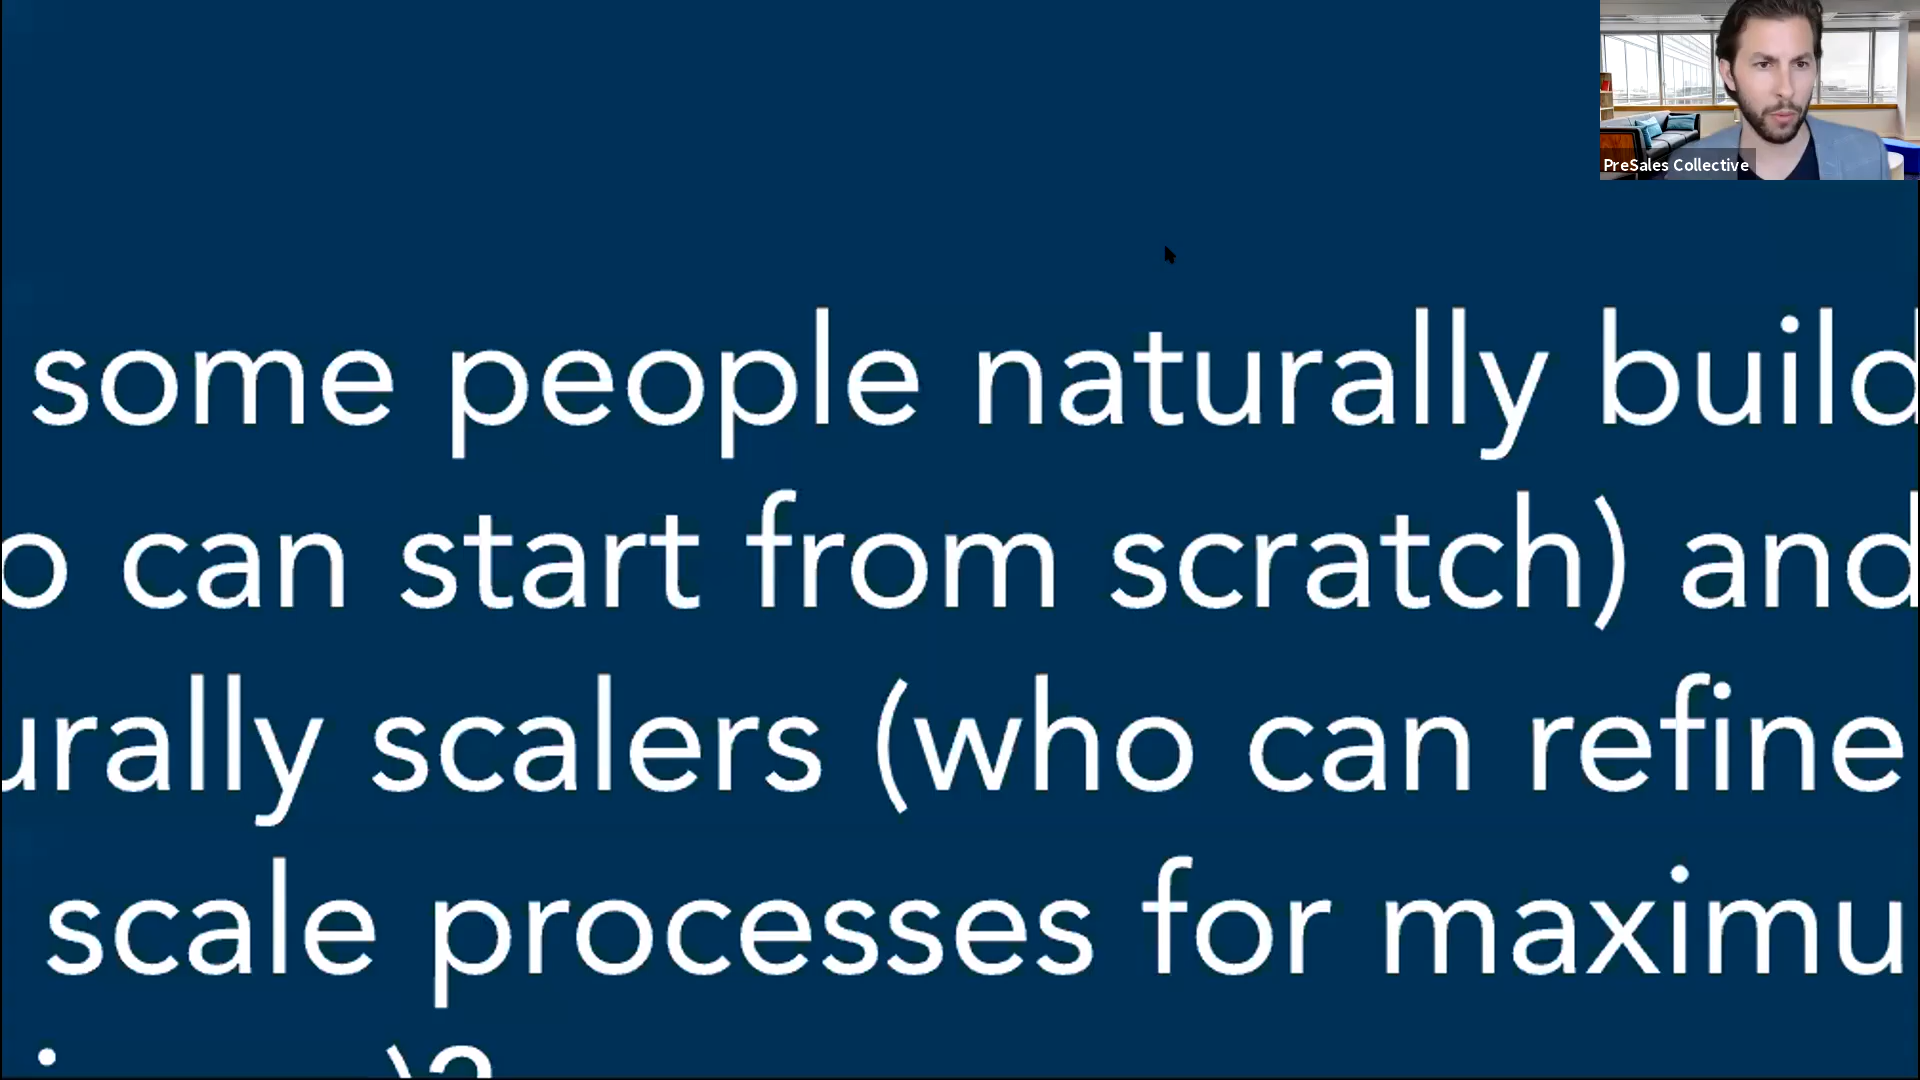 PreSales Collective
some people naturally build
o can start from scratch) and
urally scalers (who can refine
scale processes for maximu